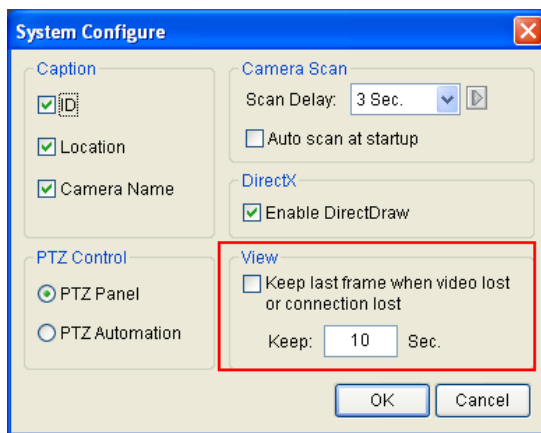 System Configure
Caption
ID
Location
Camera Name
Camera Scan
Scan Delay: 3 Sec.
Auto scan at startup
DirectX
Enable DirectDraw
PTZ Control
PTZ Panel
PTZ Automation
View
Keep last frame when video lost
or connection lost
Keep: 10 Sec.
OK Cancel